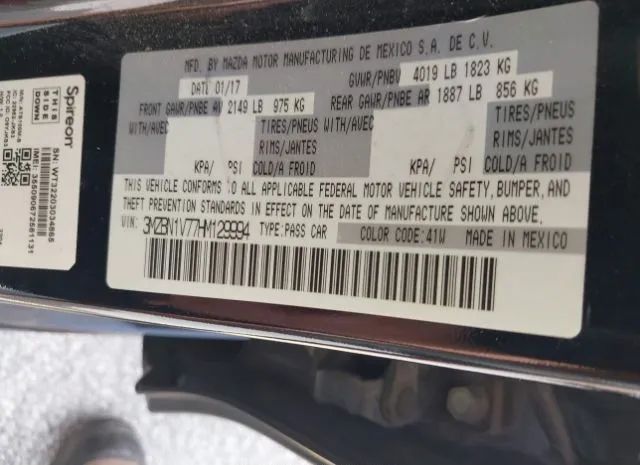 MFD. BY MAZDA MOTOR MANUFACTURING DE MEXICO S.A. DE C.V.
DATE 01/17 GVWR/PNBV 4019 LB 1823 KG
FRONT GAWR/PNBE AV 2149 LB 975 KG REAR GAWR/PNBE AR 1887 LB 856 KG
WITH/AVEC TIRES/PNEUS WITH/AVEC TIRES/PNEUS
RIMS/JANTES RIMS/JANTES
KPA/ PSI COLD/A FROID KPA/ PSI COLD/A FROID
THIS VEHICLE CONFORMS TO ALL APPLICABLE FEDERAL MOTOR VEHICLE SAFETY, BUMPER, AND
THEFT PREVENTION STANDARDS IN EFFECT ON THE DATE OF MANUFACTURE SHOWN ABOVE.
VIN: 3MZBN1V77HM129994 TYPE:PASS CAR COLOR CODE:41W MADE IN MEXICO
Spireon
THIS
SIDE
DOWN